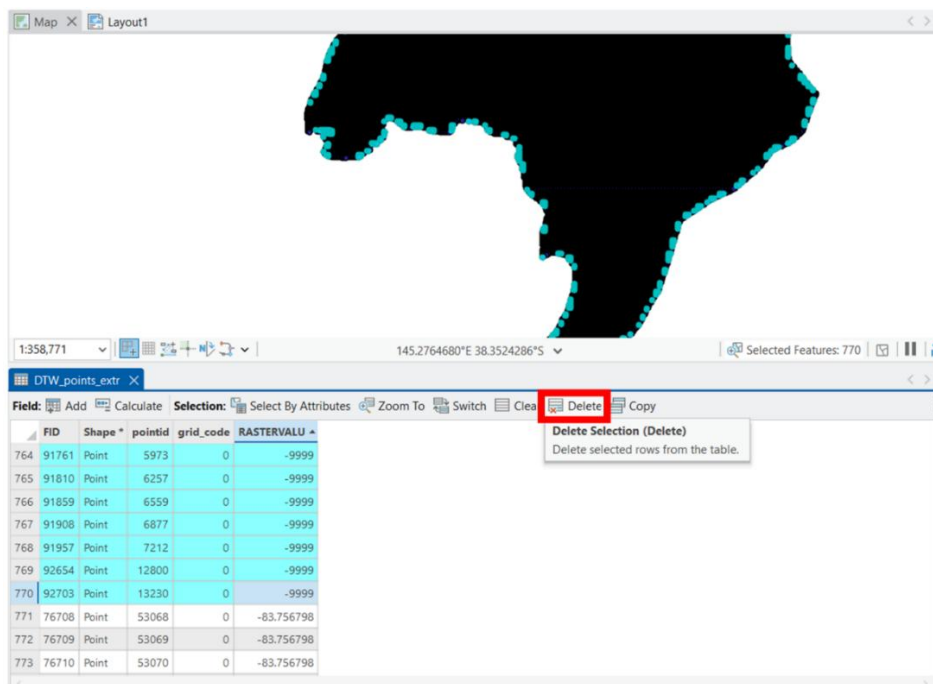 Map Layout1
1:358,771 145.2764680°E 38.3524286°S Selected Features: 770
DTW_points_extr
Field: Add Calculate Selection: Select By Attributes Zoom To Switch Clea Delete Copy
FID Shape * pointid grid_code RASTERVALU
Delete Selection (Delete)
Delete selected rows from the table.
764 91761 Point 5973 0 -9999
765 91810 Point 6257 0 -9999
766 91859 Point 6559 0 -9999
767 91908 Point 6877 0 -9999
768 91957 Point 7212 0 -9999
769 92654 Point 12800 0 -9999
770 92703 Point 13230 0 -9999
771 76708 Point 53068 0 -83.756798
772 76709 Point 53069 0 -83.756798
773 76710 Point 53070 0 -83.756798